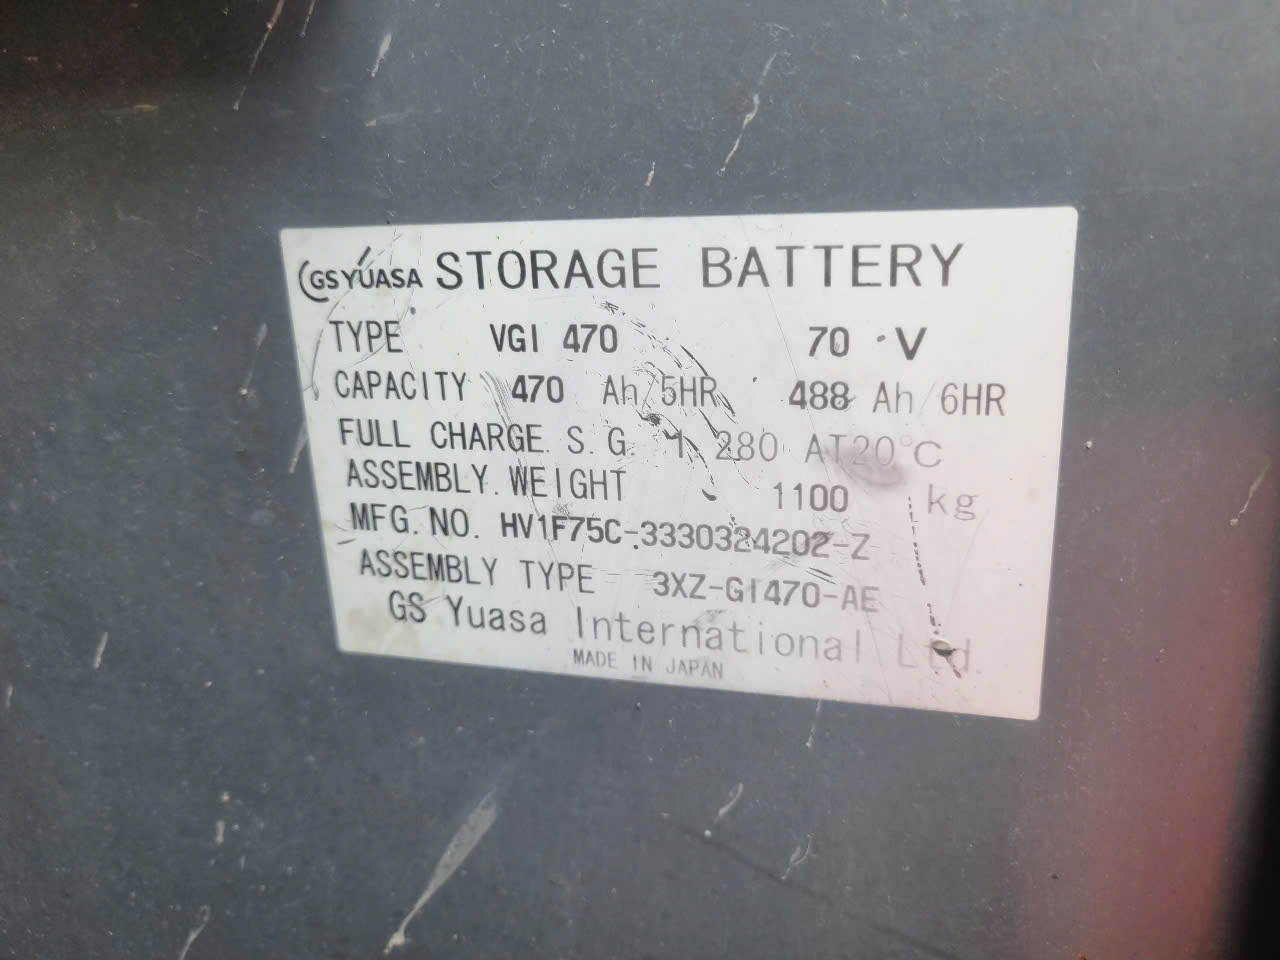 GS YUASA STORAGE BATTERY
TYPE VGI 470 70 V
CAPACITY 470 Ah/5HR 488 Ah/6HR
FULL CHARGE S.G. 1.280 AT20°C
ASSEMBLY.WEIGHT 1100 kg
MFG.NO. HV1F75C-3330324202-Z
ASSEMBLY TYPE 3XZ-GI470-AE
GS Yuasa International Ltd.
MADE IN JAPAN